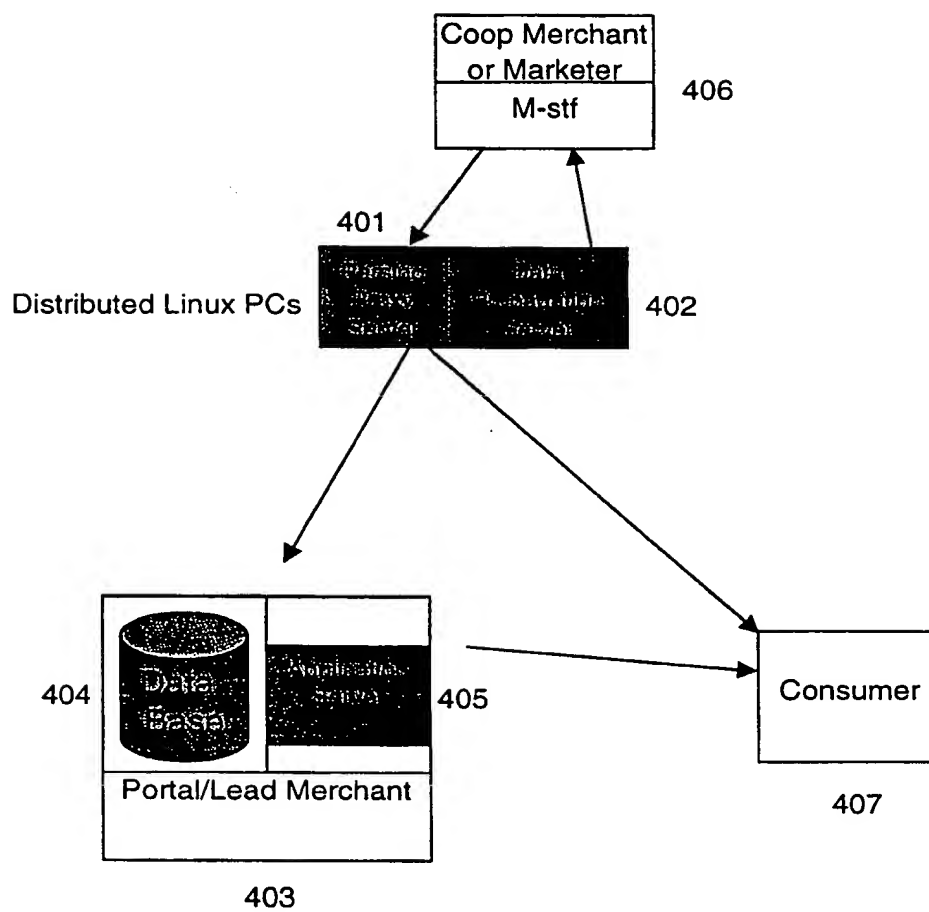 Coop Merchant
or Marketer
406
M-stf
401
Distributed Linux PCs
Server
402
404
Data
Base
405
Portal/Lead Merchant
Consumer
407
403